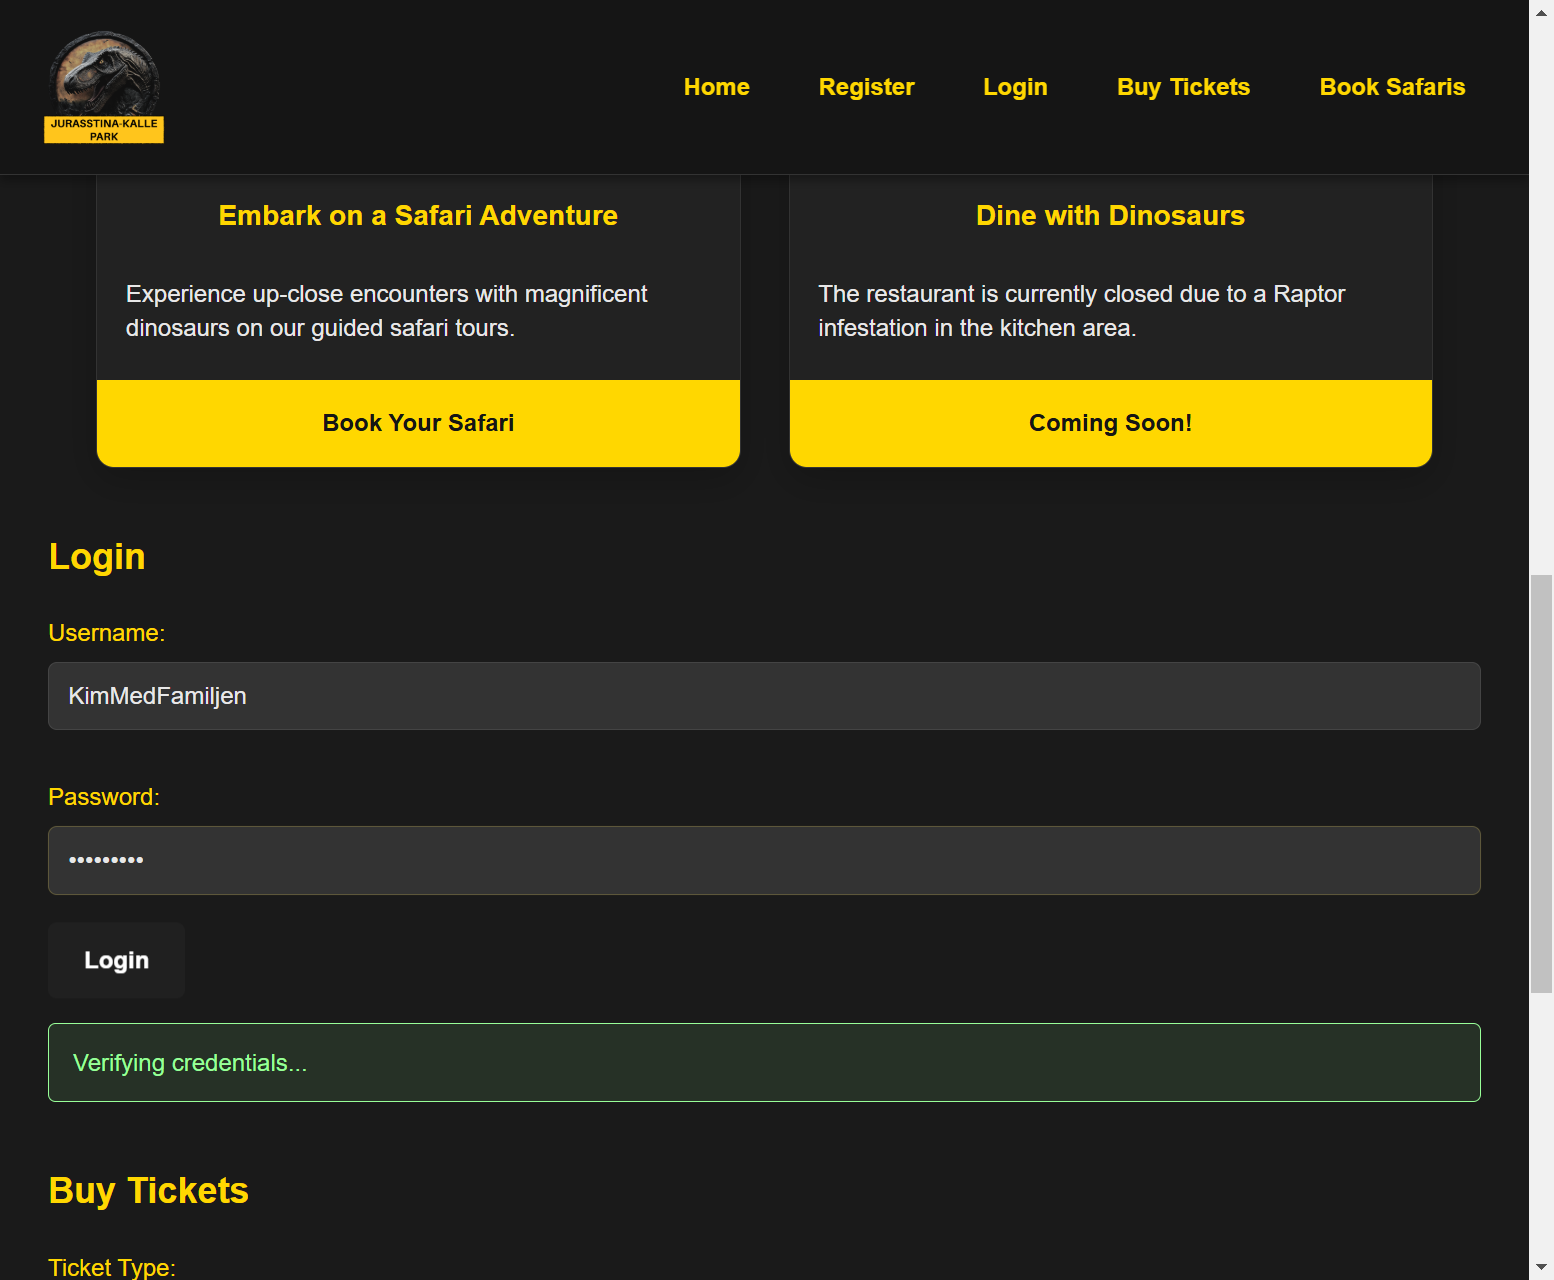 JURASSTINA-KALLE
PARK
Home
Register
Login
Buy Tickets
Book Safaris
Embark on a Safari Adventure
Experience up-close encounters with magnificent
dinosaurs on our guided safari tours.
Book Your Safari
Dine with Dinosaurs
The restaurant is currently closed due to a Raptor
infestation in the kitchen area.
Coming Soon!
Login
Username:
KimMedFamiljen
Password:
•••••••••
Login
Verifying credentials...
Buy Tickets
Ticket Type: